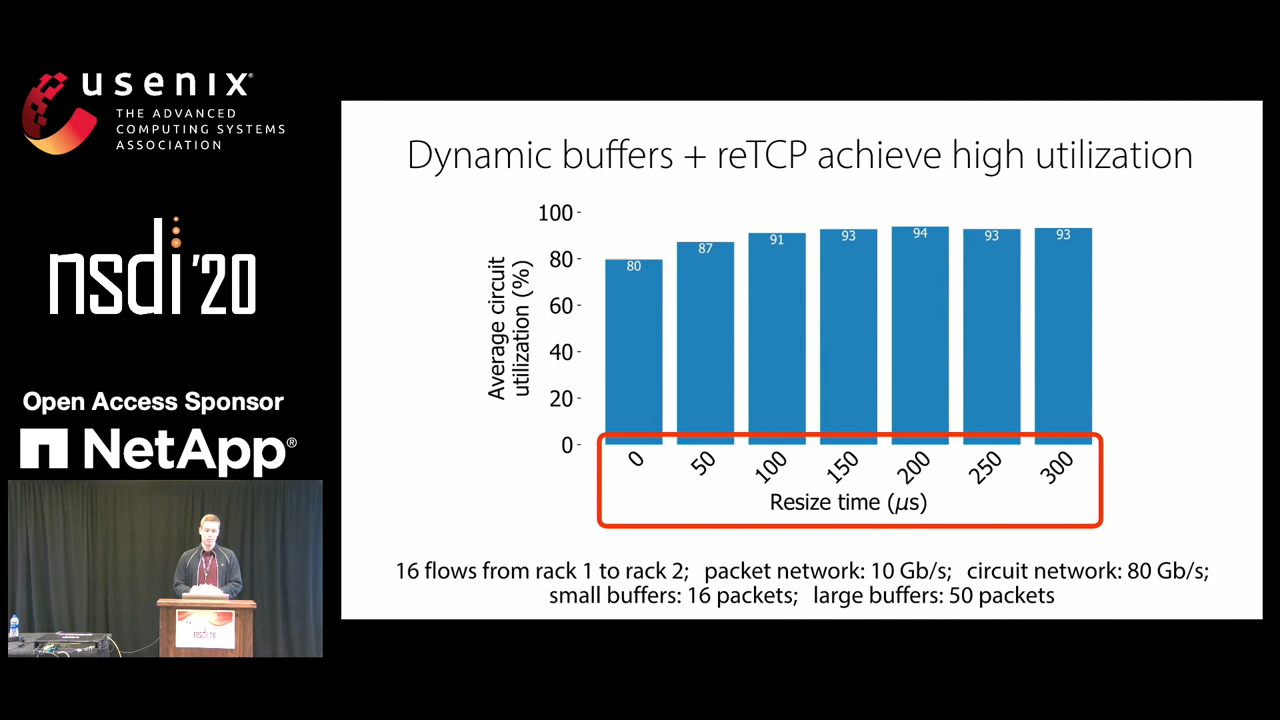 usenix®
THE ADVANCED
COMPUTING SYSTEMS
ASSOCIATION
nsdi '20
Open Access Sponsor
NetApp®
nsdi'20
Dynamic buffers + reTCP achieve high utilization
Average circuit
utilization (%)
100
80
60
40
20
0
80
87
91
93
94
93
93
0
50
100
150
200
250
300
Resize time (μs)
16 flows from rack 1 to rack 2; packet network: 10 Gb/s; circuit network: 80 Gb/s;
small buffers: 16 packets; large buffers: 50 packets